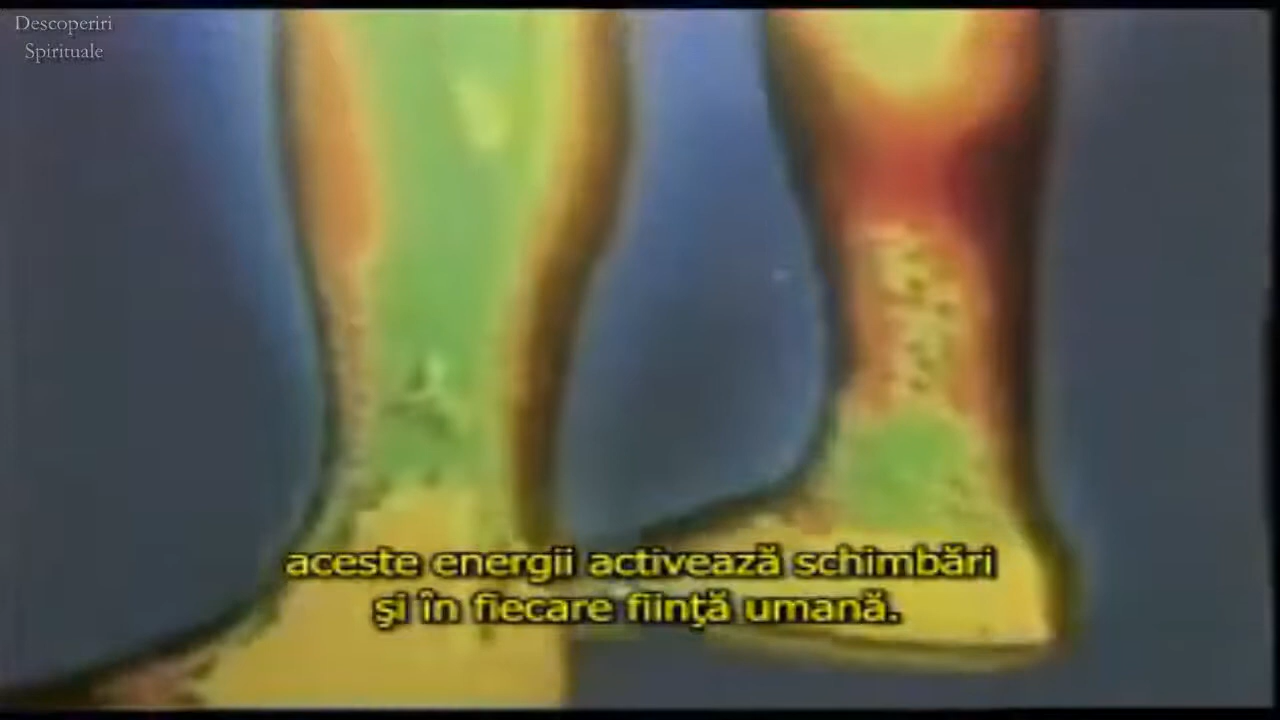 Descoperiri
Spirituale
aceste energii activează schimbări
şi în fiecare fiinţă umană.